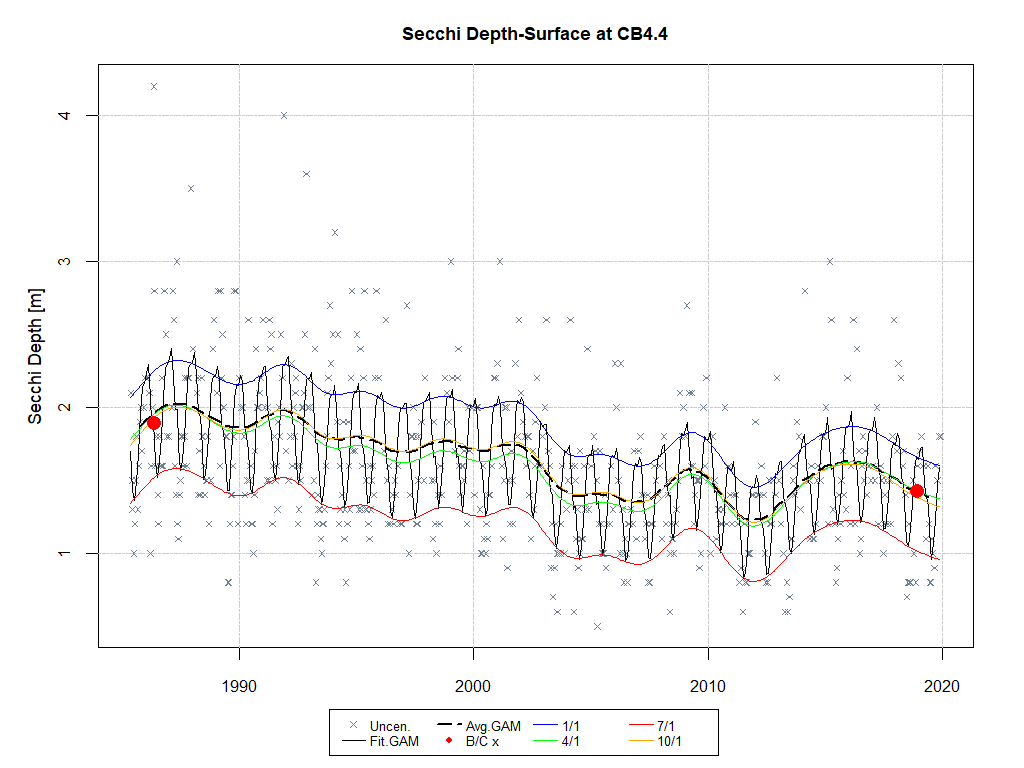 Secchi Depth-Surface at CB4.4
Secchi Depth [m]
4
3
2
1
1990 2000 2010 2020
Uncen. Avg.GAM 1/1 7/1
Fit.GAM B/C x 4/1 10/1